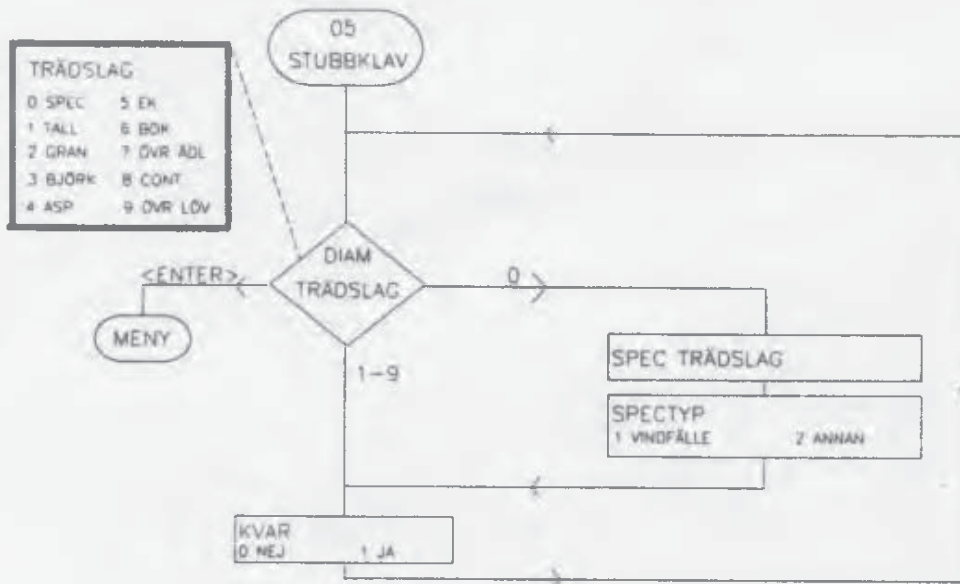 05
STUBBKLAV
TRÄDSLAG
0 SPEC 5 EK
1 TALL 6 BOK
2 GRAN 7 ÖVR ÄDL
3 BJÖRK 8 CONT
4 ASP 9 ÖVR LÖV
DIAM
TRÄDSLAG
<ENTER>
0
MENY
1-9
SPEC TRÄDSLAG
SPECTYP
1 VINDFÄLLE 2 ANNAN
KVAR
0 NEJ 1 JA